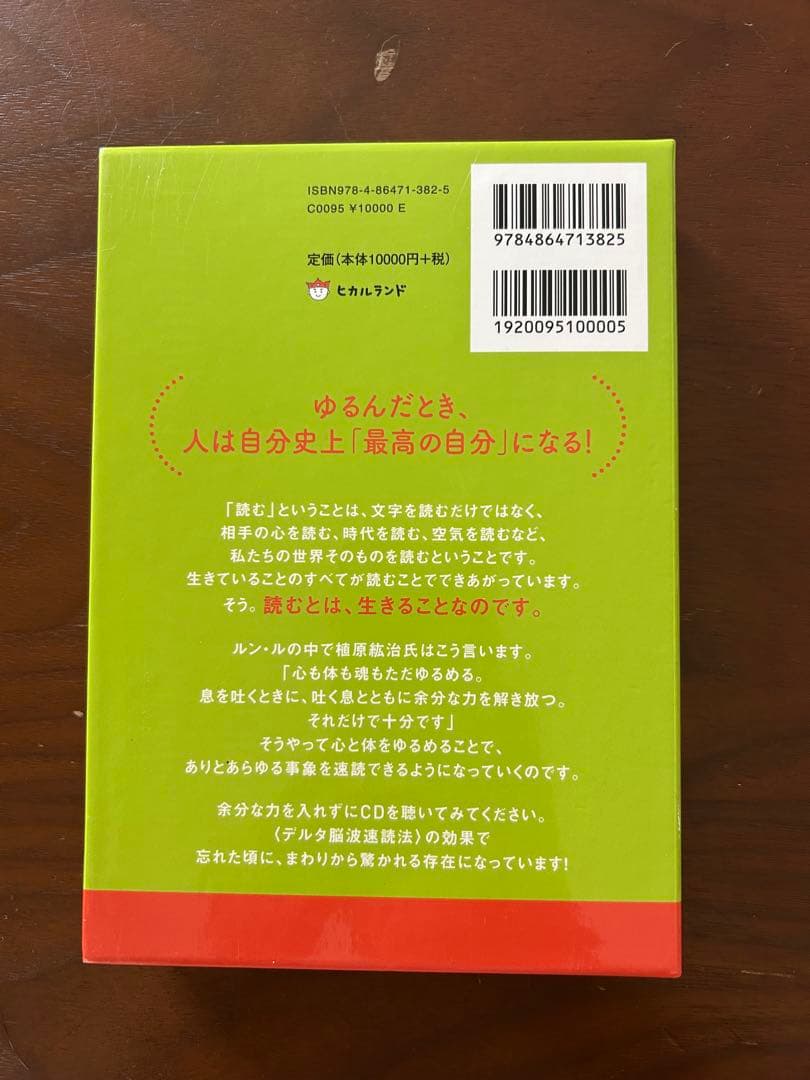 ISBN978-4-86471-382-5
C0095 ¥10000 E
定価(本体10000円+税)
ヒカルランド
9784864713825
1920095100005
ゆるんだとき、
人は自分史上「最高の自分」になる!
「読む」ということは、文字を読むだけではなく、
相手の心を読む、時代を読む、空気を読むなど、
私たちの世界そのものを読むということです。
生きていることのすべてが読むことでできあがっています。
そう。読むとは、生きることなのです。
ルン・ルの中で植原紘治氏はこう言います。
「心も体も魂もただゆるめる。
息を吐くときに、吐く息とともに余分な力を解き放つ。
それだけで十分です」
そうやって心と体をゆるめることで、
ありとあらゆる事象を速読できるようになっていくのです。
余分な力を入れずにCDを聴いてみてください。
〈デルタ脳波速読法〉の効果で
忘れた頃に、まわりから驚かれる存在になっています!